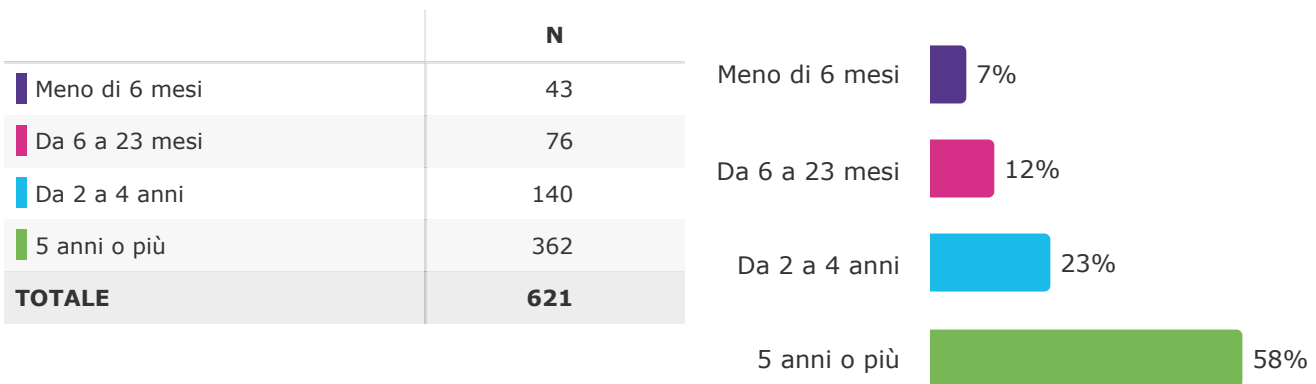 N
Meno di 6 mesi 43
Da 6 a 23 mesi 76
Da 2 a 4 anni 140
5 anni o più 362
TOTALE 621
Meno di 6 mesi 7%
Da 6 a 23 mesi 12%
Da 2 a 4 anni 23%
5 anni o più 58%